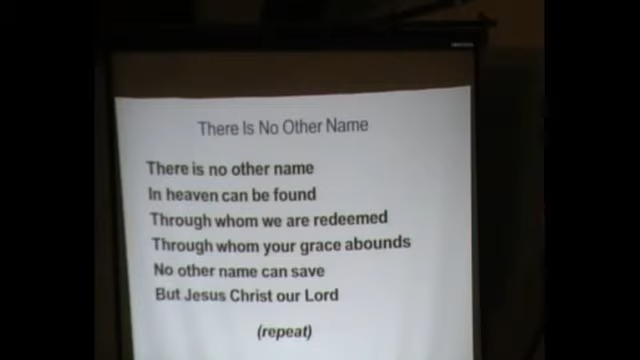 There Is No Other Name
There is no other name
In heaven can be found
Through whom we are redeemed
Through whom your grace abounds
No other name can save
But Jesus Christ our Lord
(repeat)